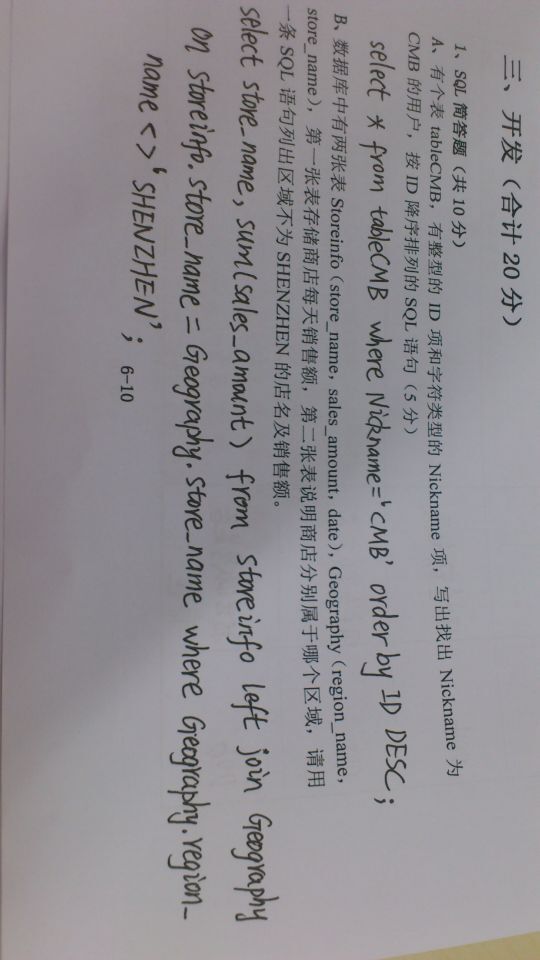 三、开发（合计 20 分）
1、SQL 简答题（共 10 分）
A、有个表 tableCMB，有整型的 ID 项和字符类型的 Nickname 项，写出找出 Nickname 为
CMB 的用户，按 ID 降序排列的 SQL 语句（5 分）
select * from tableCMB where Nickname='CMB' order by ID DESC;
B、数据库中有两张表 Storeinfo（store_name, sales_amount, date），Geography（region_name,
store_name），第一张表存储商店每天销售额，第二张表说明商店分别属于哪个区域，请用
一条 SQL 语句列出区域不为 SHENZHEN 的店名及销售额。
select store_name, sum(sales_amount) from storeinfo left join Geography
on storeinfo.store_name = Geography.store_name where Geography.region_
name <> 'SHENZHEN';
6-10